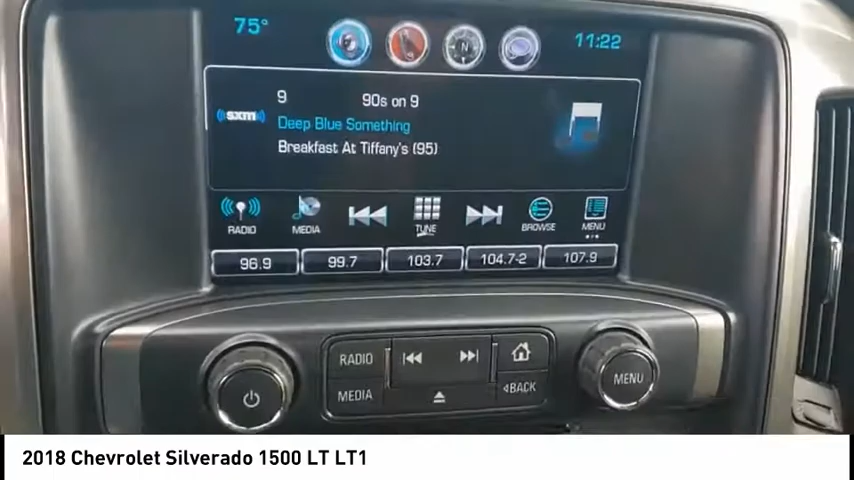 75° 11:22
9 90s on 9
sxm Deep Blue Something
Breakfast At Tiffany's (95)
RADIO MEDIA TUNE BROWSE MENU
96.9 99.7 103.7 104.7-2 107.9
RADIO
MEDIA BACK MENU
2018 Chevrolet Silverado 1500 LT LT1